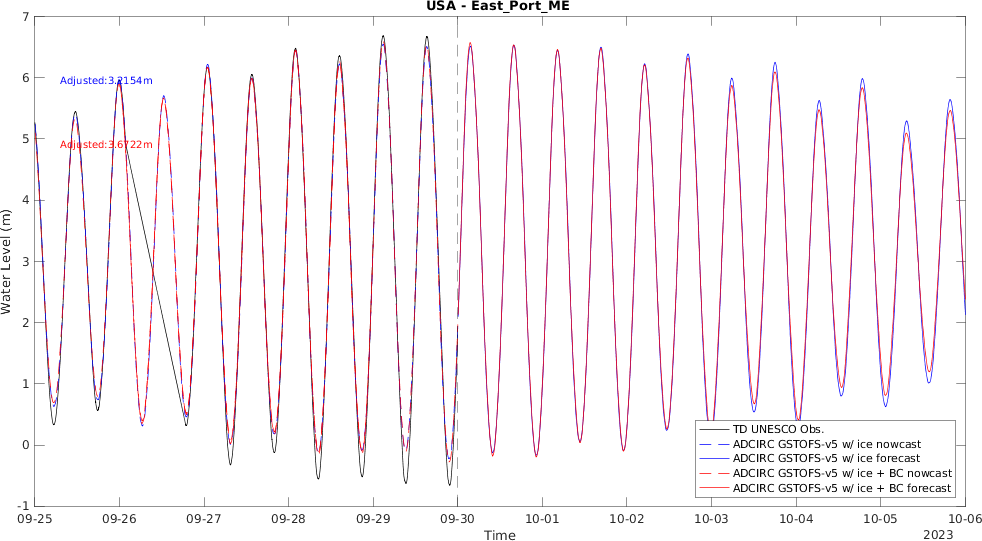 USA - East_Port_ME
7
6
5
4
3
2
1
0
-1
Water Level (m)
Adjusted:3.2154m
Adjusted:3.6722m
TD UNESCO Obs.
ADCIRC GSTOFS-v5 w/ ice nowcast
ADCIRC GSTOFS-v5 w/ ice forecast
ADCIRC GSTOFS-v5 w/ ice + BC nowcast
ADCIRC GSTOFS-v5 w/ ice + BC forecast
09-25 09-26 09-27 09-28 09-29 09-30 10-01 10-02 10-03 10-04 10-05 10-06
Time
2023